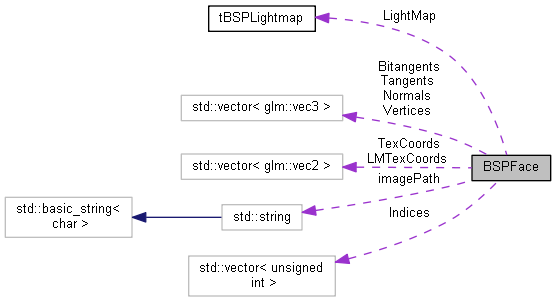 tBSPLightmap
LightMap
Bitangents
Tangents
Normals
Vertices
std::vector< glm::vec3 >
TexCoords
LMTexCoords
std::vector< glm::vec2 >
BSPFace
imagePath
std::basic_string<
char >
std::string
Indices
std::vector< unsigned
int >